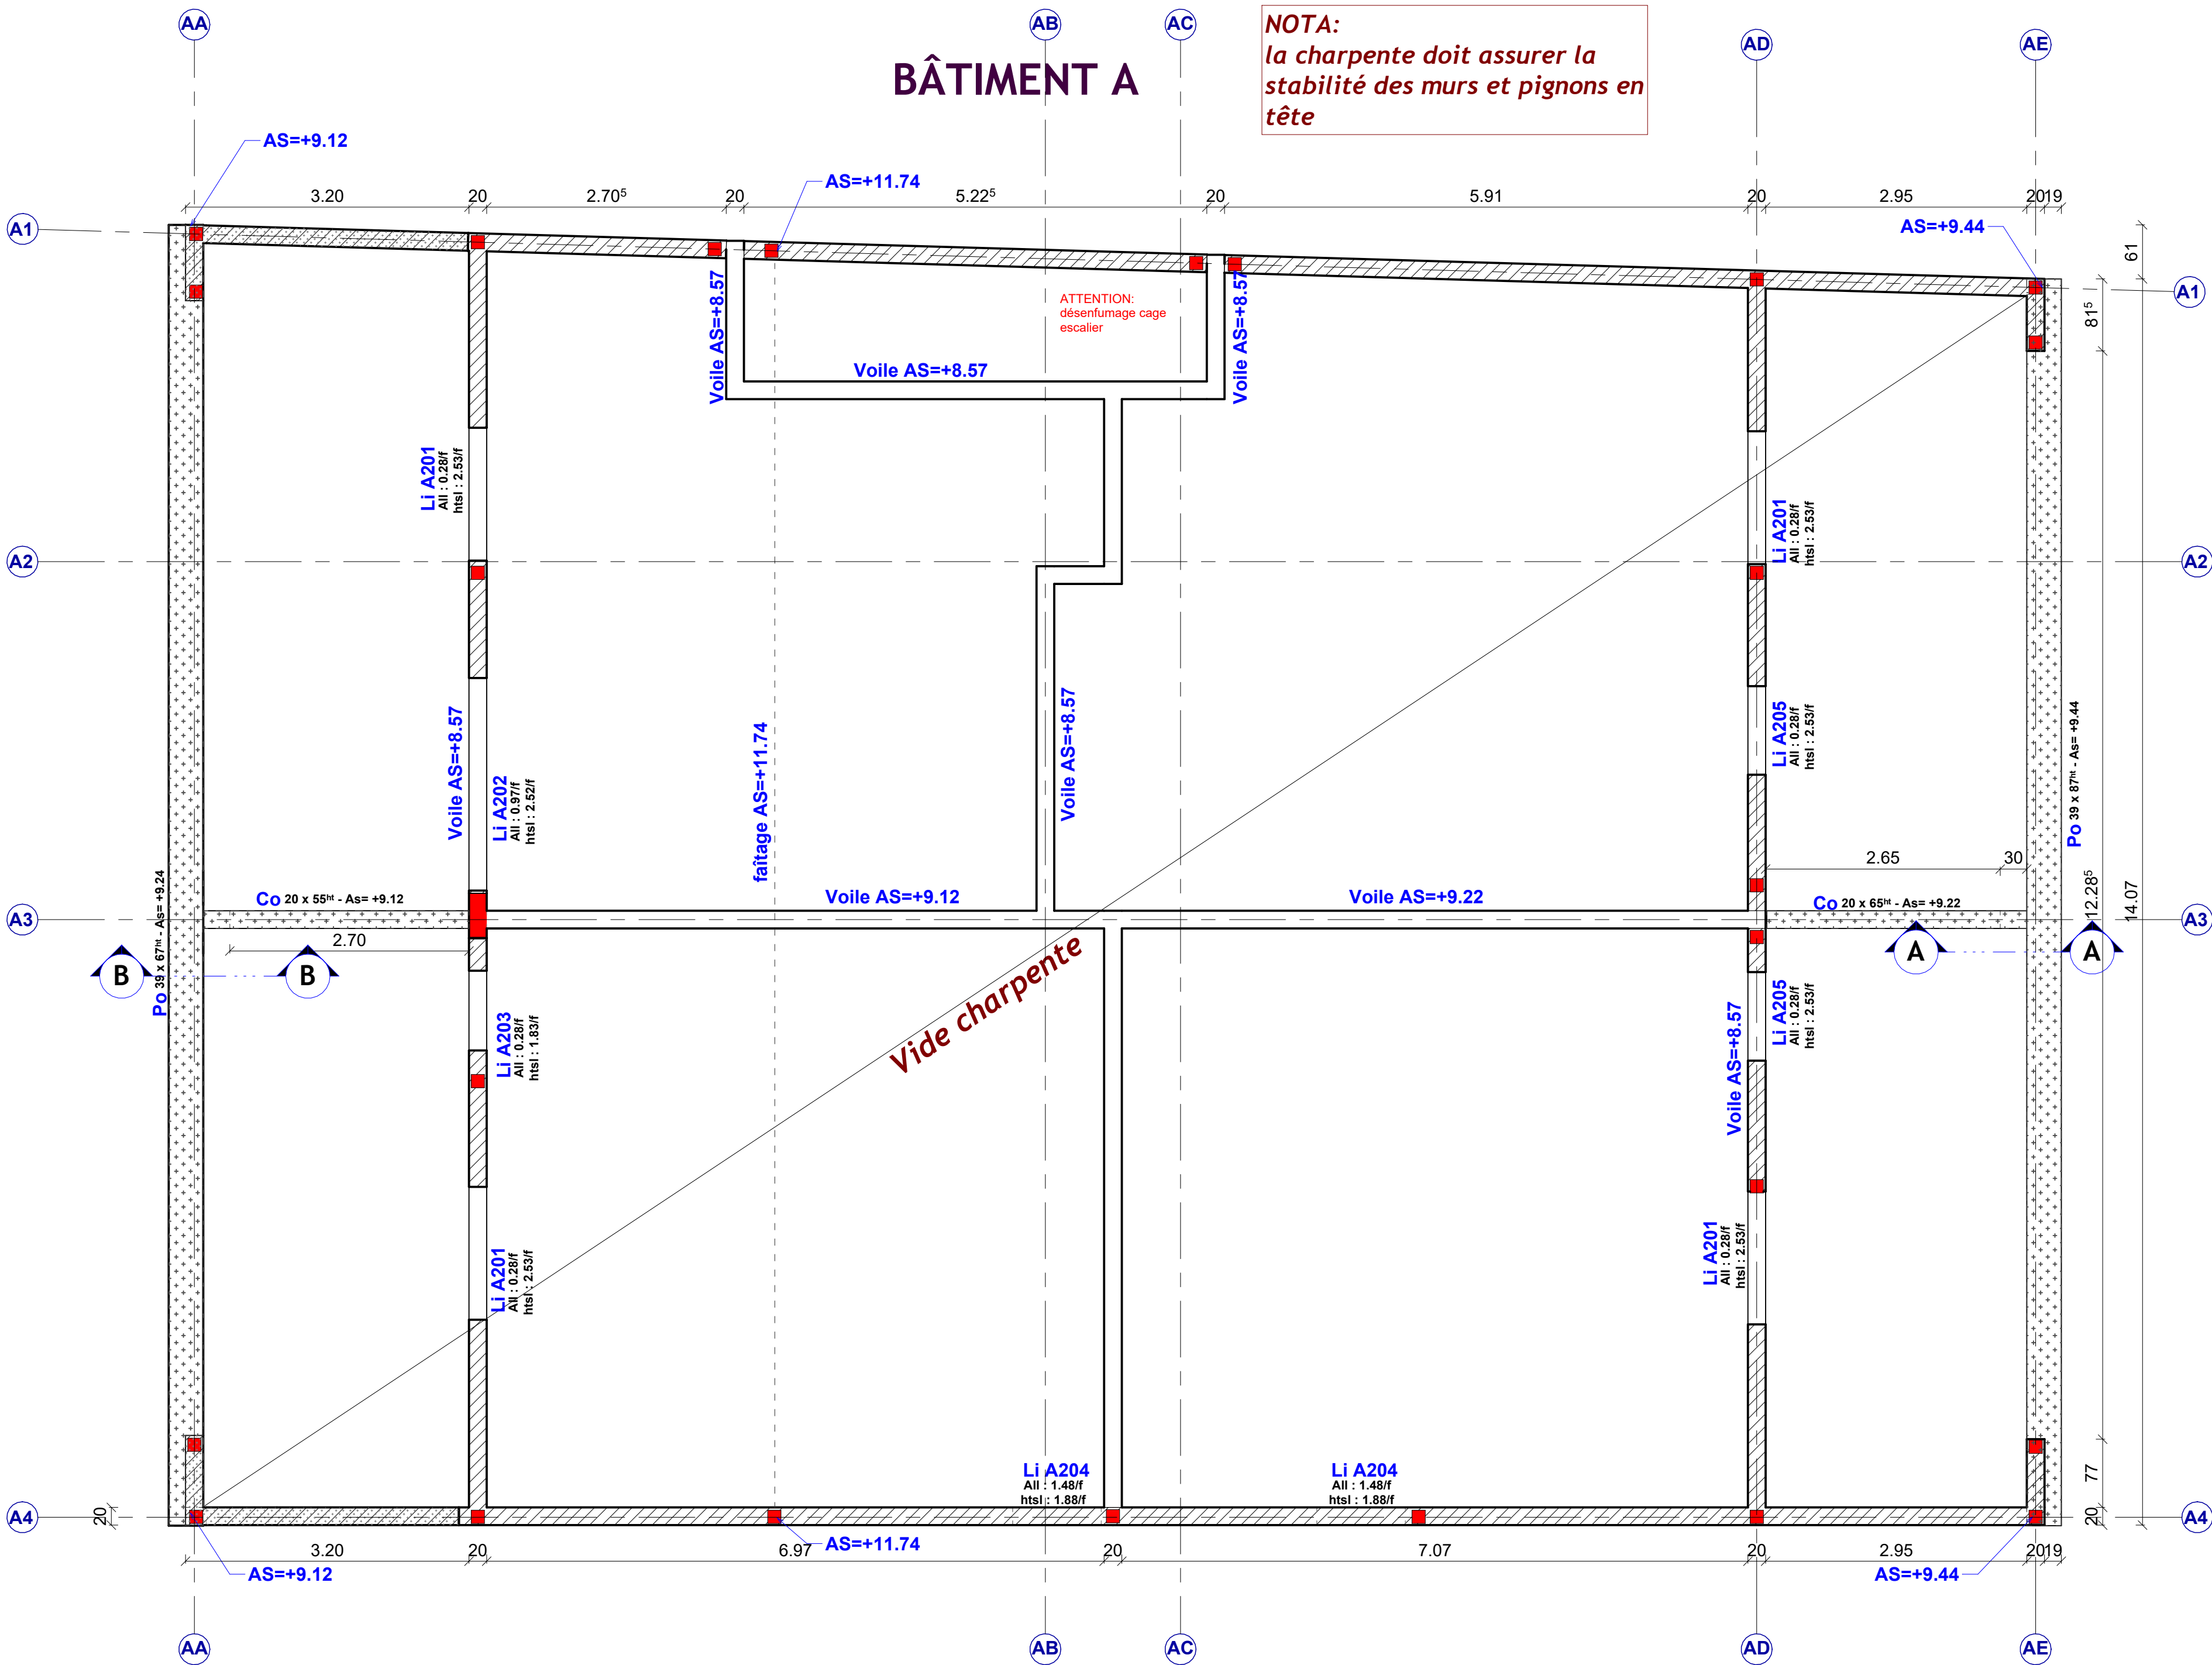 AA
AB
AC
AD
AE
BÂTIMENT A
NOTA:
la charpente doit assurer la
stabilité des murs et pignons en
tête
AS=+9.12
AS=+11.74
3.20
20
2.70⁵
20
5.22⁵
20
5.91
20
2.95
20
19
AS=+9.44
A1
A1
61
81⁵
Voile AS=+8.57
Voile AS=+8.57
ATTENTION:
désenfumage cage
escalier
Voile AS=+8.57
Li A201
All : 0.28/f
htsl : 2.53/f
Li A201
All : 0.28/f
htsl : 2.53/f
A2
A2
Voile AS=+8.57
Li A202
All : 0.97/f
htsl : 2.52/f
faîtage AS=+11.74
Voile AS=+8.57
Li A205
All : 0.28/f
htsl : 2.53/f
Po 39 x 87ʰᵗ - As= +9.44
2.65
30
Po 39 x 67ʰᵗ - As= +9.24
Co 20 x 55ʰᵗ - As= +9.12
Voile AS=+9.12
Voile AS=+9.22
Co 20 x 65ʰᵗ - As= +9.22
12.28⁵
14.07
A3
A3
2.70
B
B
A
A
Vide charpente
Li A203
All : 0.28/f
htsl : 1.83/f
Voile AS=+8.57
Li A205
All : 0.28/f
htsl : 2.53/f
Li A201
All : 0.28/f
htsl : 2.53/f
Li A201
All : 0.28/f
htsl : 2.53/f
Li A204
All : 1.48/f
htsl : 1.88/f
Li A204
All : 1.48/f
htsl : 1.88/f
77
20
20
A4
A4
3.20
20
6.97
AS=+11.74
20
7.07
20
2.95
20
19
AS=+9.12
AS=+9.44
AA
AB
AC
AD
AE